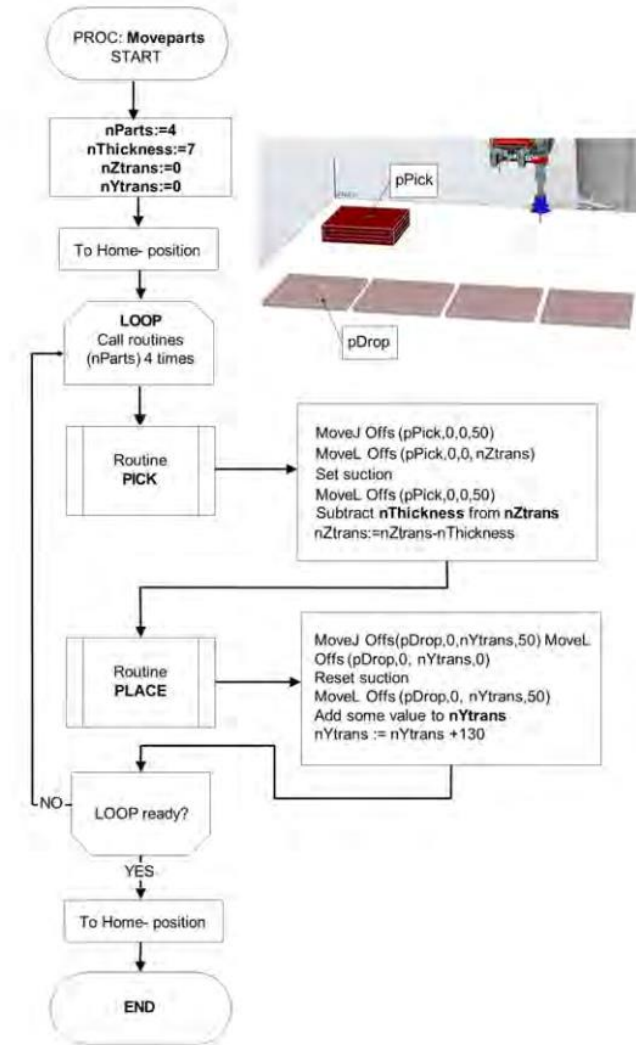 PROC: Moveparts
START
nParts:=4
nThickness:=7
nZtrans:=0
nYtrans:=0
pPick
To Home- position
LOOP
Call routines
(nParts) 4 times
pDrop
Routine
PICK
MoveJ Offs (pPick,0,0,50)
MoveL Offs (pPick,0,0, nZtrans)
Set suction
MoveL Offs (pPick,0,0,50)
Subtract nThickness from nZtrans
nZtrans:=nZtrans-nThickness
Routine
PLACE
MoveJ Offs(pDrop,0,nYtrans,50) MoveL
Offs (pDrop,0, nYtrans,0)
Reset suction
MoveL Offs (pDrop,0, nYtrans,50)
Add some value to nYtrans
nYtrans := nYtrans +130
NO
LOOP ready?
YES
To Home- position
END